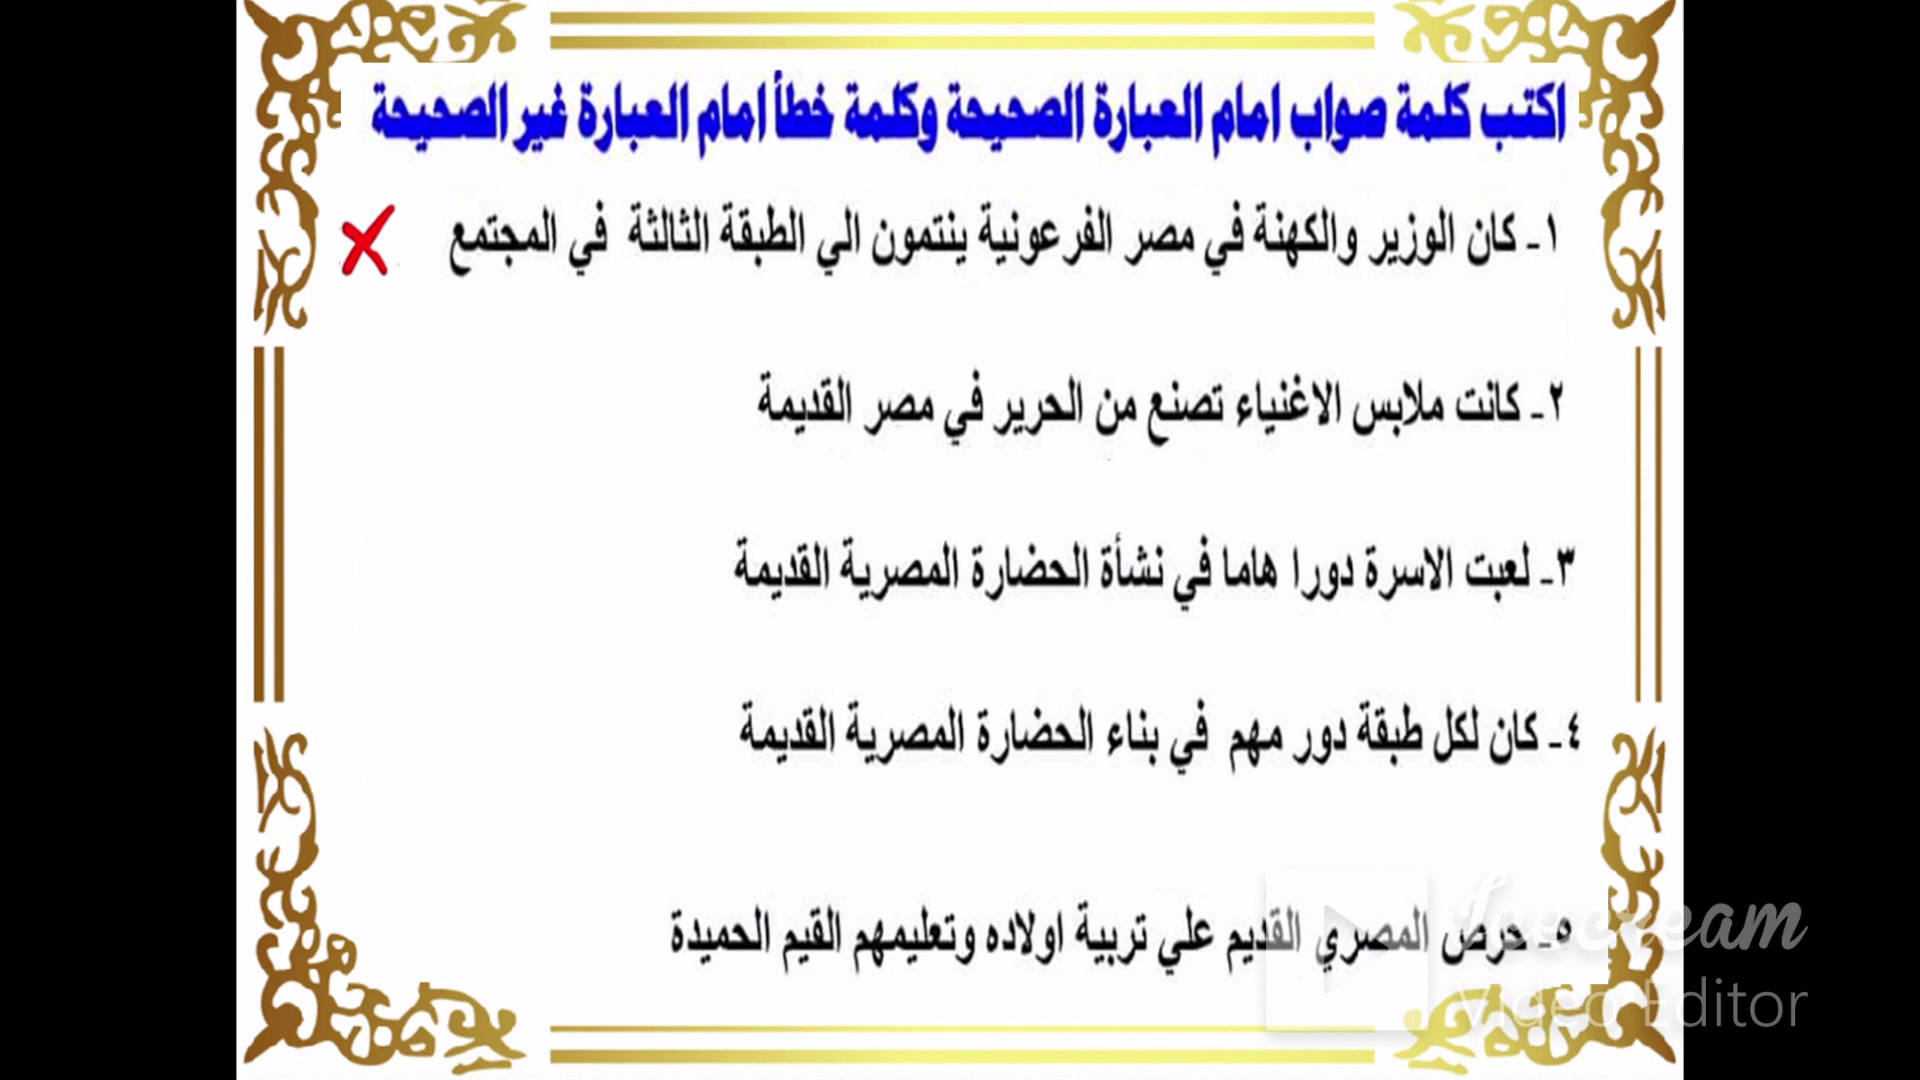 اكتب كلمة صواب امام العبارة الصحيحة وكلمة خطأ امام العبارة غير الصحيحة
١- كان الوزير والكهنة في مصر الفرعونية ينتمون الي الطبقة الثالثة في المجتمع
٢- كانت ملابس الاغنياء تصنع من الحرير في مصر القديمة
٣- لعبت الاسرة دورا هاما في نشأة الحضارة المصرية القديمة
٤- كان لكل طبقة دور مهم في بناء الحضارة المصرية القديمة
٥- حرص المصري القديم علي تربية اولاده وتعليمهم القيم الحميدة
Icecream
Video Editor